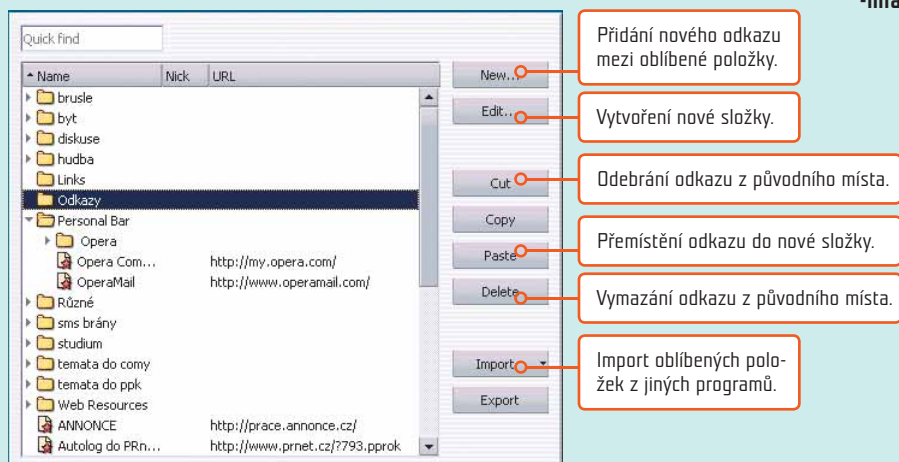 Quick find
Name Nick URL
brusle
byt
diskuse
hudba
Links
Odkazy
Personal Bar
Opera
Opera Com... http://my.opera.com/
OperaMail http://www.operamail.com/
Různé
sms brány
studium
temata do comy
temata do ppk
Web Resources
ANNONCE http://prace.annonce.cz/
Autolog do PRn... http://www.prnet.cz/?793.pprok
New...
Edit...
Cut
Copy
Paste
Delete
Import
Export
Přidání nového odkazu
mezi oblíbené položky.
Vytvoření nové složky.
Odebrání odkazu z původního místa.
Přemístění odkazu do nové složky.
Vymazání odkazu z původního místa.
Import oblíbených polo-
žek z jiných programů.